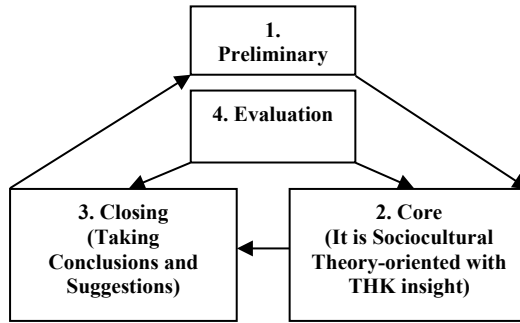 1.
Preliminary
4. Evaluation
3. Closing
(Taking
Conclusions and
Suggestions)
2. Core
(It is Sociocultural
Theory-oriented with
THK insight)